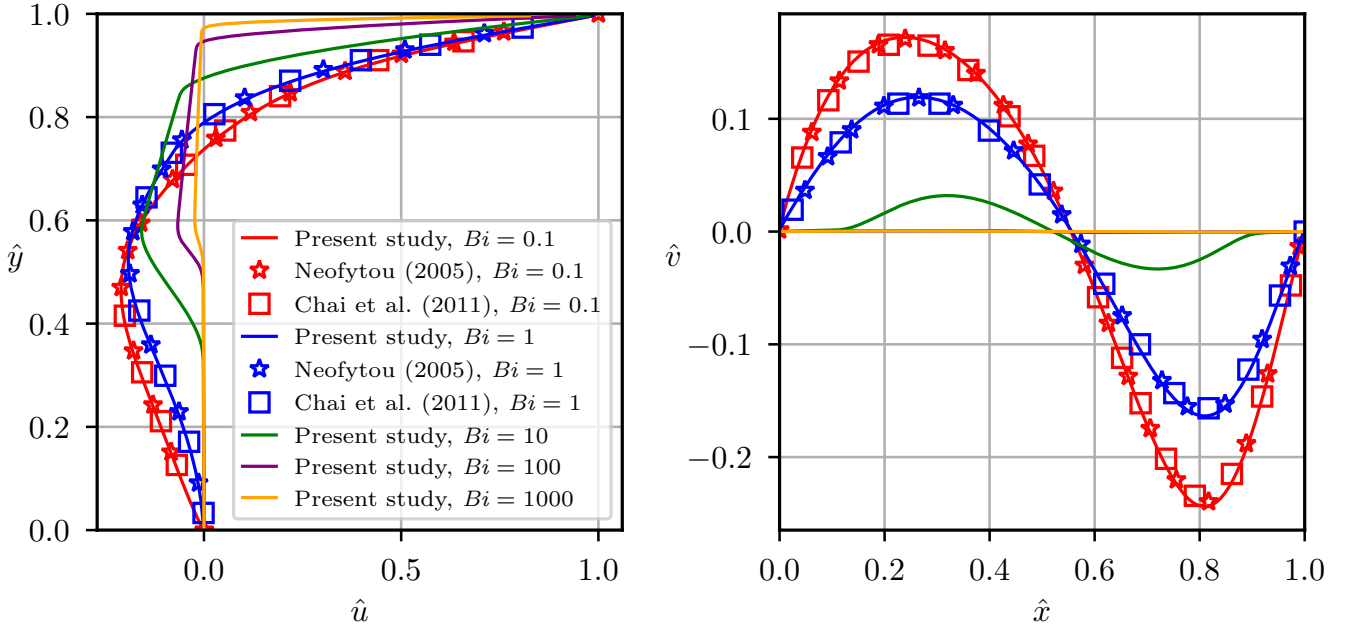 1.0
0.8
0.6
0.4
0.2
0.0
ŷ
0.0 0.5 1.0
û
Present study, Bi = 0.1
Neofytou (2005), Bi = 0.1
Chai et al. (2011), Bi = 0.1
Present study, Bi = 1
Neofytou (2005), Bi = 1
Chai et al. (2011), Bi = 1
Present study, Bi = 10
Present study, Bi = 100
Present study, Bi = 1000
0.1
0.0
−0.1
−0.2
v̂
0.0 0.2 0.4 0.6 0.8 1.0
x̂